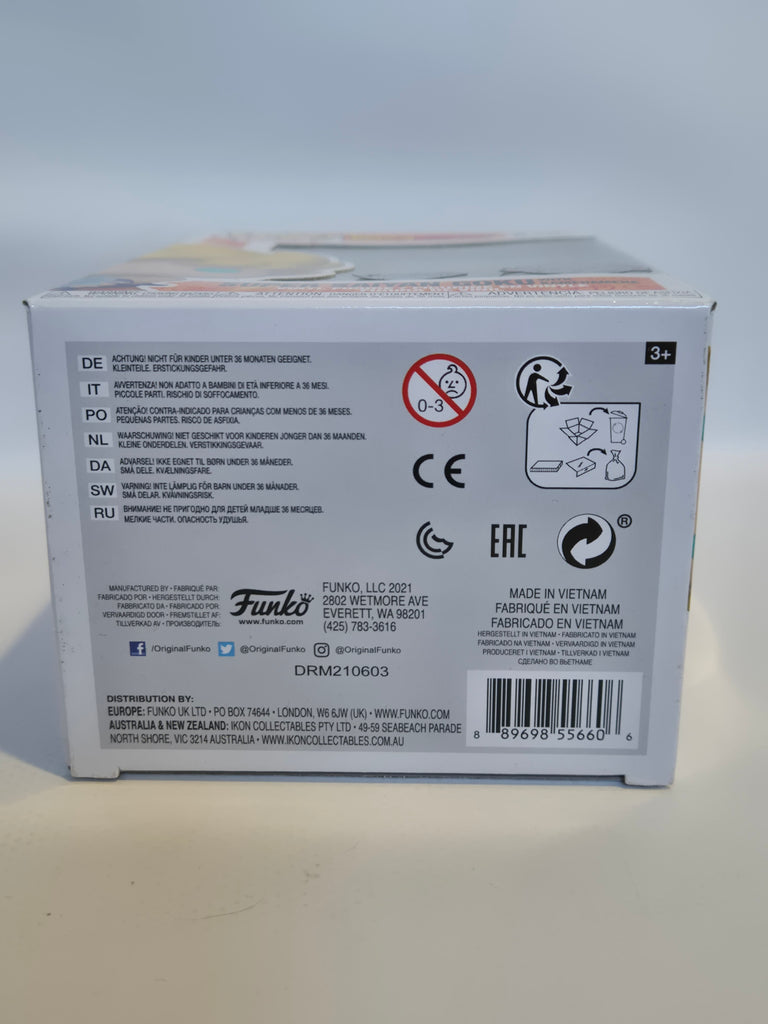 DE ACHTUNG! NICHT FÜR KINDER UNTER 36 MONATEN GEEIGNET.
KLEINTEILE. ERSTICKUNGSGEFAHR.
IT AVVERTENZA! NON ADATTO A BAMBINI DI ETÀ INFERIORE A 36 MESI.
PICCOLE PARTI. RISCHIO DI SOFFOCAMENTO.
PO ATENÇÃO! CONTRA-INDICADO PARA CRIANÇAS COM MENOS DE 36 MESES.
PEQUENAS PARTES. RISCO DE ASFIXIA.
NL WAARSCHUWING! NIET GESCHIKT VOOR KINDEREN JONGER DAN 36 MAANDEN.
KLEINE ONDERDELEN. VERSTIKKINGSGEVAAR.
DA ADVARSEL! IKKE EGNET TIL BØRN UNDER 36 MÅNEDER.
SMÅ DELE. KVÆLNINGSFARE.
SW VARNING! INTE LÄMPLIG FÖR BARN UNDER 36 MÅNADER.
SMÅ DELAR. KVÄVNINGSRISK.
RU ВНИМАНИЕ! НЕ ПРИГОДНО ДЛЯ ДЕТЕЙ МЛАДШЕ 36 МЕСЯЦЕВ.
МЕЛКИЕ ЧАСТИ. ОПАСНОСТЬ УДУШЬЯ.
0-3
3+
CE
EAC
®
MANUFACTURED BY • FABRIQUÉ PAR:
FABRICADO POR • HERGESTELLT DURCH:
FABBRICATO DA • FABRICADO POR:
VERVAARDIGD DOOR • FREMSTILLET AF:
TILLVERKAD AV • ПРОИЗВОДИТЕЛЬ:
Funko
www.funko.com
FUNKO, LLC 2021
2802 WETMORE AVE
EVERETT, WA 98201
(425) 783-3616
/OriginalFunko @OriginalFunko @OriginalFunko
DRM210603
MADE IN VIETNAM
FABRIQUÉ EN VIETNAM
FABRICADO EN VIETNAM
HERGESTELLT IN VIETNAM • FABBRICATO IN VIETNAM
FABRICADO NA VIETNAM • VERVAARDIGD IN VIETNAM
PRODUCERET I VIETNAM • TILLVERKAD I VIETNAM
СДЕЛАНО ВО ВЬЕТНАМЕ
DISTRIBUTION BY:
EUROPE: FUNKO UK LTD • PO BOX 74644 • LONDON, W6 6JW (UK) • WWW.FUNKO.COM
AUSTRALIA & NEW ZEALAND: IKON COLLECTABLES PTY LTD • 49-59 SEABEACH PARADE
NORTH SHORE, VIC 3214 AUSTRALIA • WWW.IKONCOLLECTABLES.COM.AU
8 89698 55660 6